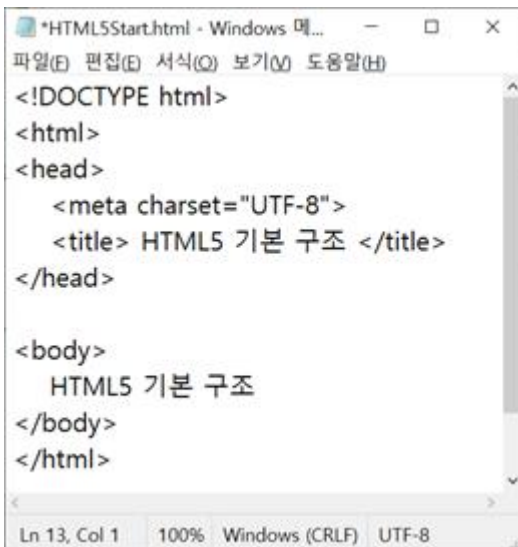 *HTML5Start.html - Windows 메...
파일(F) 편집(E) 서식(O) 보기(V) 도움말(H)
<!DOCTYPE html>
<html>
<head>
<meta charset="UTF-8">
<title> HTML5 기본 구조 </title>
</head>
<body>
HTML5 기본 구조
</body>
</html>
Ln 13, Col 1 100% Windows (CRLF) UTF-8